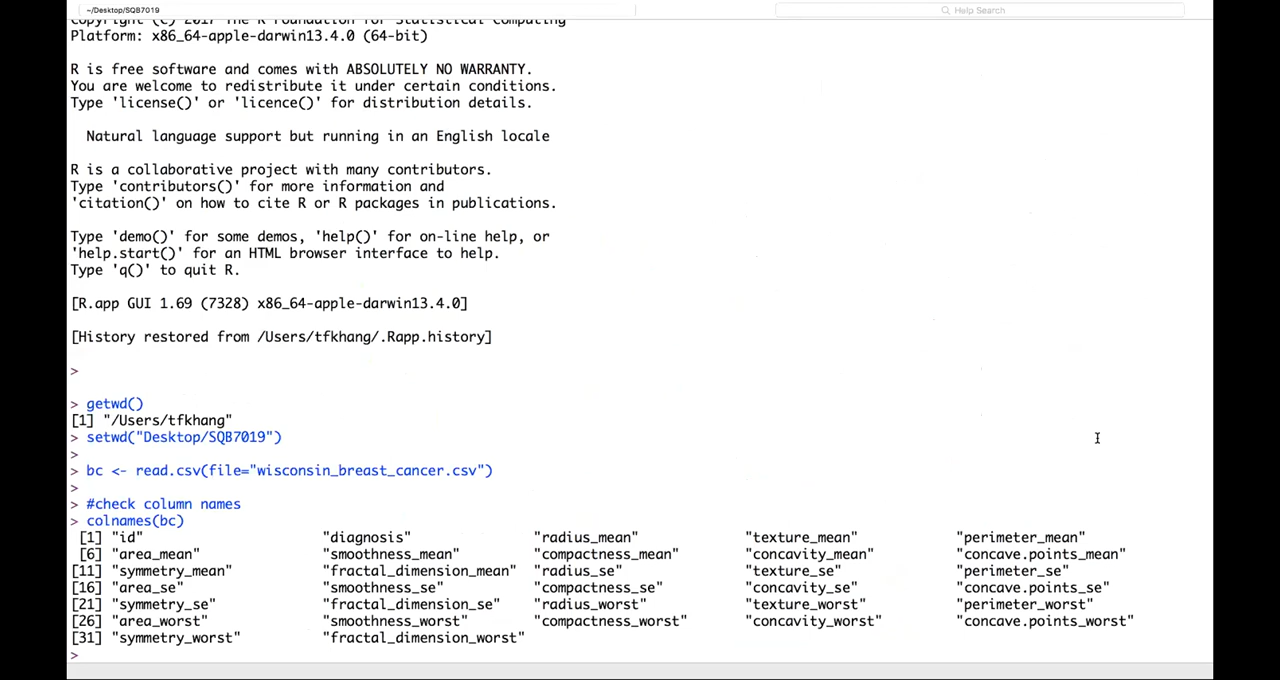 ~/Desktop/SQB7019
Help Search
Copyright (C) 2017 The R Foundation for Statistical Computing
Platform: x86_64-apple-darwin13.4.0 (64-bit)
R is free software and comes with ABSOLUTELY NO WARRANTY.
You are welcome to redistribute it under certain conditions.
Type 'license()' or 'licence()' for distribution details.
Natural language support but running in an English locale
R is a collaborative project with many contributors.
Type 'contributors()' for more information and
'citation()' on how to cite R or R packages in publications.
Type 'demo()' for some demos, 'help()' for on-line help, or
'help.start()' for an HTML browser interface to help.
Type 'q()' to quit R.
[R.app GUI 1.69 (7328) x86_64-apple-darwin13.4.0]
[History restored from /Users/tfkhang/.Rapp.history]
>
> getwd()
[1] "/Users/tfkhang"
> setwd("Desktop/SQB7019")
>
> bc <- read.csv(file="wisconsin_breast_cancer.csv")
>
> #check column names
> colnames(bc)
[1] "id" "diagnosis" "radius_mean" "texture_mean" "perimeter_mean"
[6] "area_mean" "smoothness_mean" "compactness_mean" "concavity_mean" "concave.points_mean"
[11] "symmetry_mean" "fractal_dimension_mean" "radius_se" "texture_se" "perimeter_se"
[16] "area_se" "smoothness_se" "compactness_se" "concavity_se" "concave.points_se"
[21] "symmetry_se" "fractal_dimension_se" "radius_worst" "texture_worst" "perimeter_worst"
[26] "area_worst" "smoothness_worst" "compactness_worst" "concavity_worst" "concave.points_worst"
[31] "symmetry_worst" "fractal_dimension_worst"
>